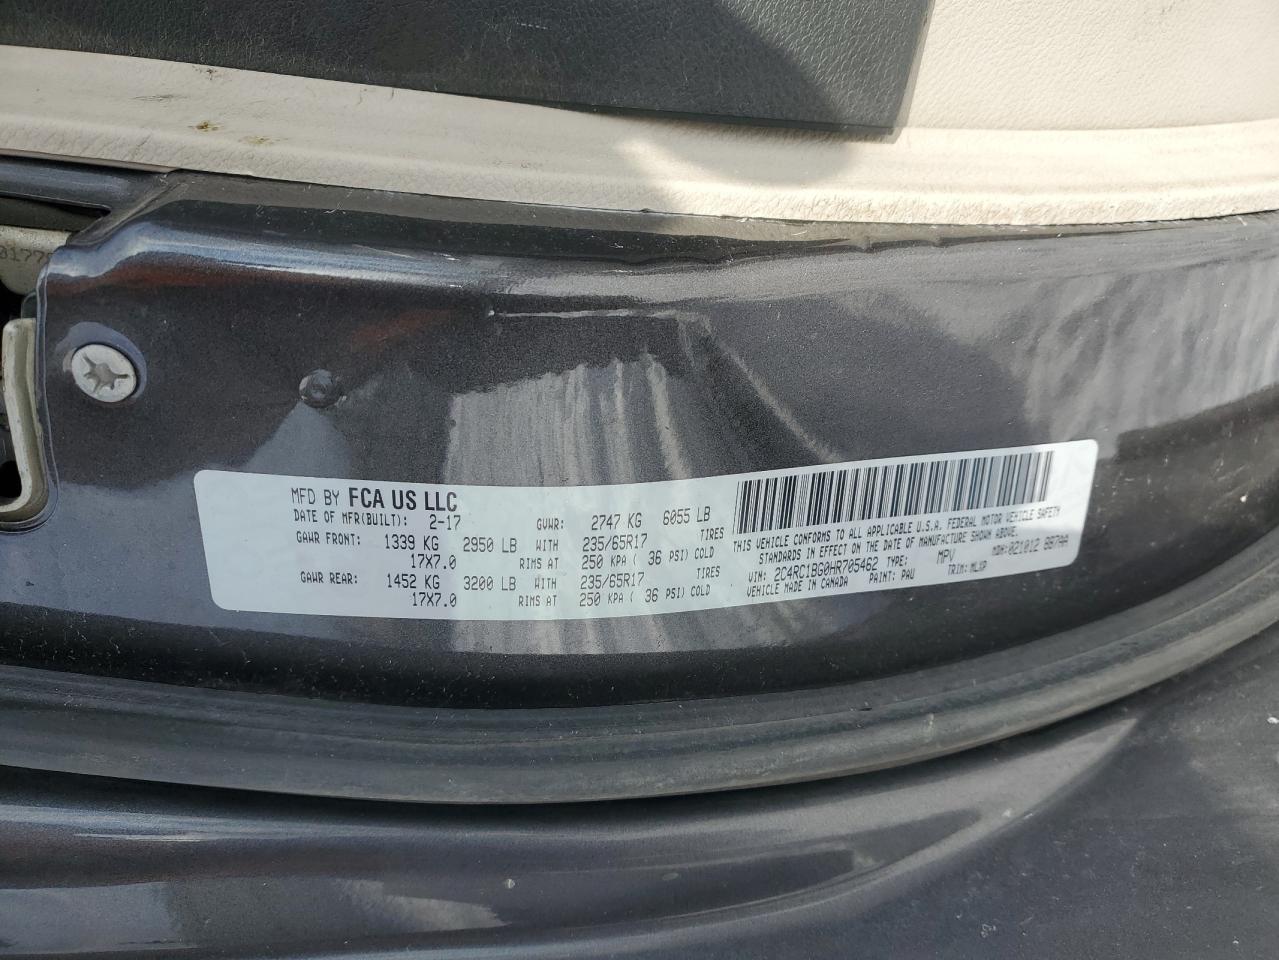 MFD BY FCA US LLC
DATE OF MFR(BUILT): 2-17 GVWR: 2747 KG 6055 LB
GAWR FRONT: 1339 KG 2950 LB WITH 235/65R17 TIRES
17X7.0 RIMS AT 250 KPA ( 36 PSI) COLD
GAWR REAR: 1452 KG 3200 LB WITH 235/65R17 TIRES
17X7.0 RIMS AT 250 KPA ( 36 PSI) COLD
THIS VEHICLE CONFORMS TO ALL APPLICABLE U.S.A. FEDERAL MOTOR VEHICLE SAFETY
STANDARDS IN EFFECT ON THE DATE OF MANUFACTURE SHOWN ABOVE.
VIN: 2C4RC1BG0HR705462 TYPE: MPV MDH:021012 887AA
VEHICLE MADE IN CANADA PAINT: PAU TRIM: MLXP